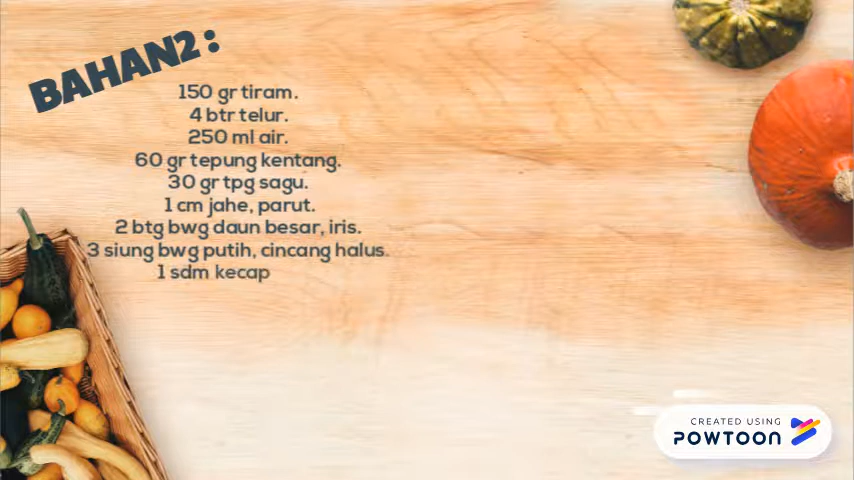 BAHAN2 :
150 gr tiram.
4 btr telur.
250 ml air.
60 gr tepung kentang.
30 gr tpg sagu.
1 cm jahe, parut.
2 btg bwg daun besar, iris.
3 siung bwg putih, cincang halus.
1 sdm kecap
CREATED USING
POWTOON